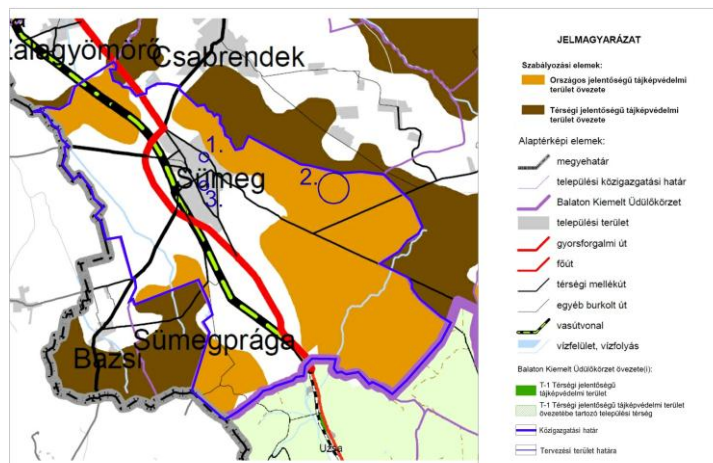 Zalagyömörő
Csabrendek
1.
Sümeg
2.
3.
Sümegprága
Bazsi
Uzsa
JELMAGYARÁZAT
Szabályozási elemek:
Országos jelentőségű tájképvédelmi
terület övezete
Térségi jelentőségű tájképvédelmi
terület övezete
Alaptérképi elemek:
megyehatár
települési közigazgatási határ
Balaton Kiemelt Üdülőkörzet
települési terület
gyorsforgalmi út
főút
térségi mellékút
egyéb burkolt út
vasútvonal
vízfelület, vízfolyás
Balaton Kiemelt Üdülőkörzet övezete(i):
T-1 Térségi jelentőségű
tájképvédelmi terület
T-1 Térségi jelentőségű tájképvédelmi terület
övezetébe tartozó települési térség
Közigazgatási határ
Tervezési terület határa